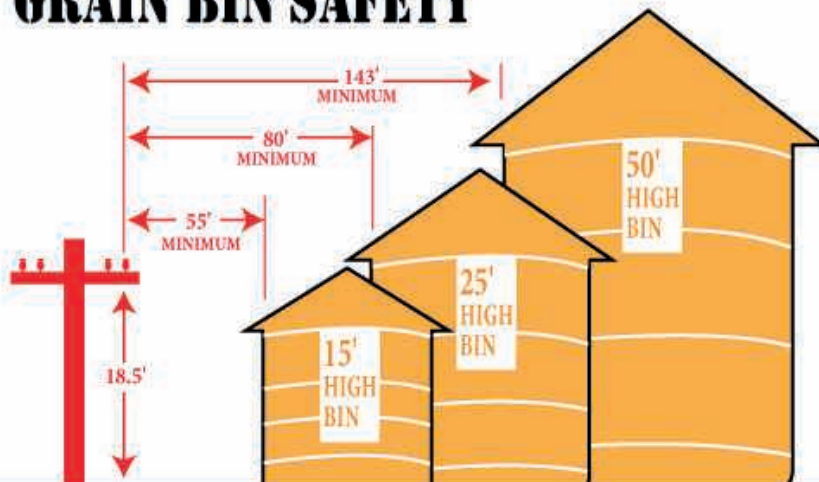 GRAIN BIN SAFETY
143'
MINIMUM
80'
MINIMUM
55'
MINIMUM
18.5'
15'
HIGH
BIN
25'
HIGH
BIN
50'
HIGH
BIN